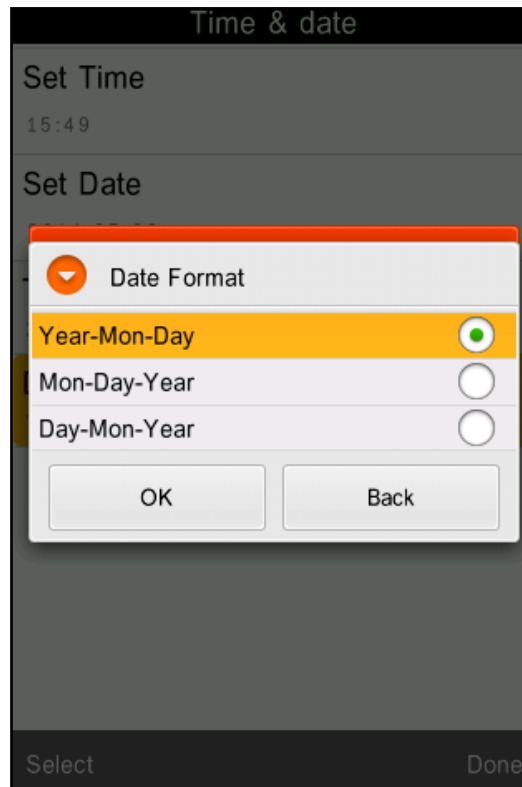 Time & date
Set Time
15:49
Set Date
Date Format
Year-Mon-Day
Mon-Day-Year
Day-Mon-Year
OK
Back
Select
Done